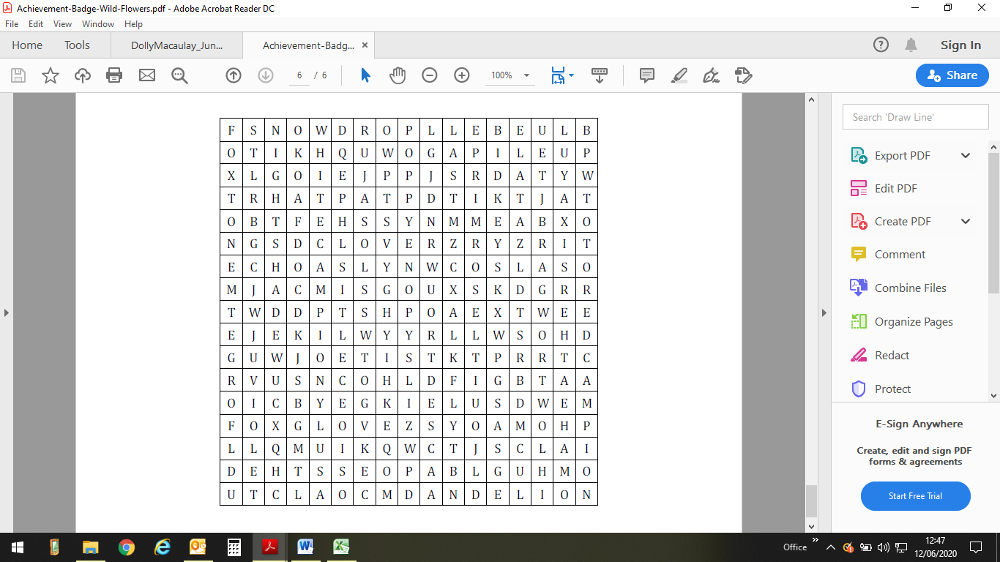 Achievement-Badge-Wild-Flowers.pdf - Adobe Acrobat Reader DC
File Edit View Window Help
Home Tools DollyMacaulay_Jun... Achievement-Badg... × Sign In
6 / 6 100% Share
F S N O W D R O P L L E B E U L B
O T I K H Q U W O G A P I L E U P
X L G O I E J P P J S R D A T Y W
T R H A T P A T P D T I K T J A T
O B T F E H S S Y N M M E A B X O
N G S D C L O V E R Z R Y Z R I T
E C H O A S L Y N W C O S L A S O
M J A C M I S G O U X S K D G R R
T W D D P T S H P O A E X T W E E
E J E K I L W Y Y R L L W S O H D
G U W J O E T I S T K T P R R T C
R V U S N C O H L D F I G B T A A
O I C B Y E G K I E L U S D W E M
F O X G L O V E Z S Y O A M O H P
L L Q M U I K Q W C T J S C L A I
D E H T S S E O P A B L G U H M O
U T C L A O C M D A N D E L I O N
Search 'Draw Line'
Export PDF
Edit PDF
Create PDF
Comment
Combine Files
Organize Pages
Redact
Protect
E-Sign Anywhere
Create, edit and sign PDF
forms & agreements
Start Free Trial
Office » 12:47
12/06/2020